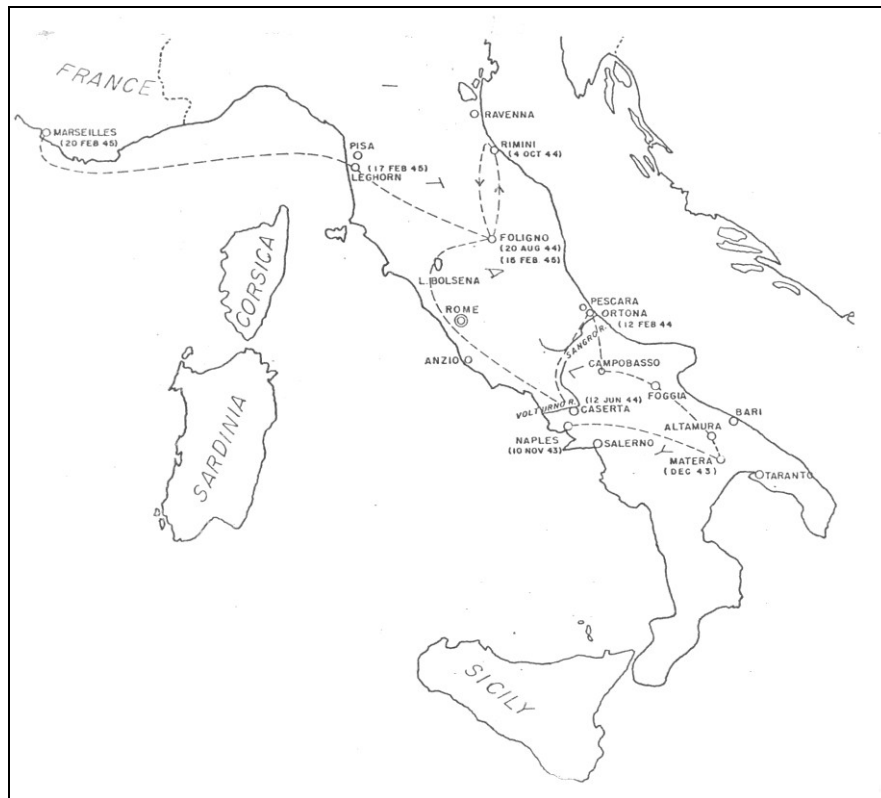 FRANCE
RAVENNA
MARSEILLES
(20 FEB 45)
PISA
RIMINI
(4 OCT 44)
(17 FEB 45)
LEGHORN
I
T
A
L
Y
CORSICA
FOLIGNO
(20 AUG 44)
(16 FEB 45)
L. BOLSENA
ROME
PESCARA
ORTONA
(12 FEB 44
SANGRO R.
ANZIO
CAMPOBASSO
FOGGIA
VOLTURNO R.
(12 JUN 44)
CASERTA
BARI
ALTAMURA
NAPLES
(10 NOV 43)
SALERNO
MATERA
(DEC 43)
TARANTO
SARDINIA
SICILY